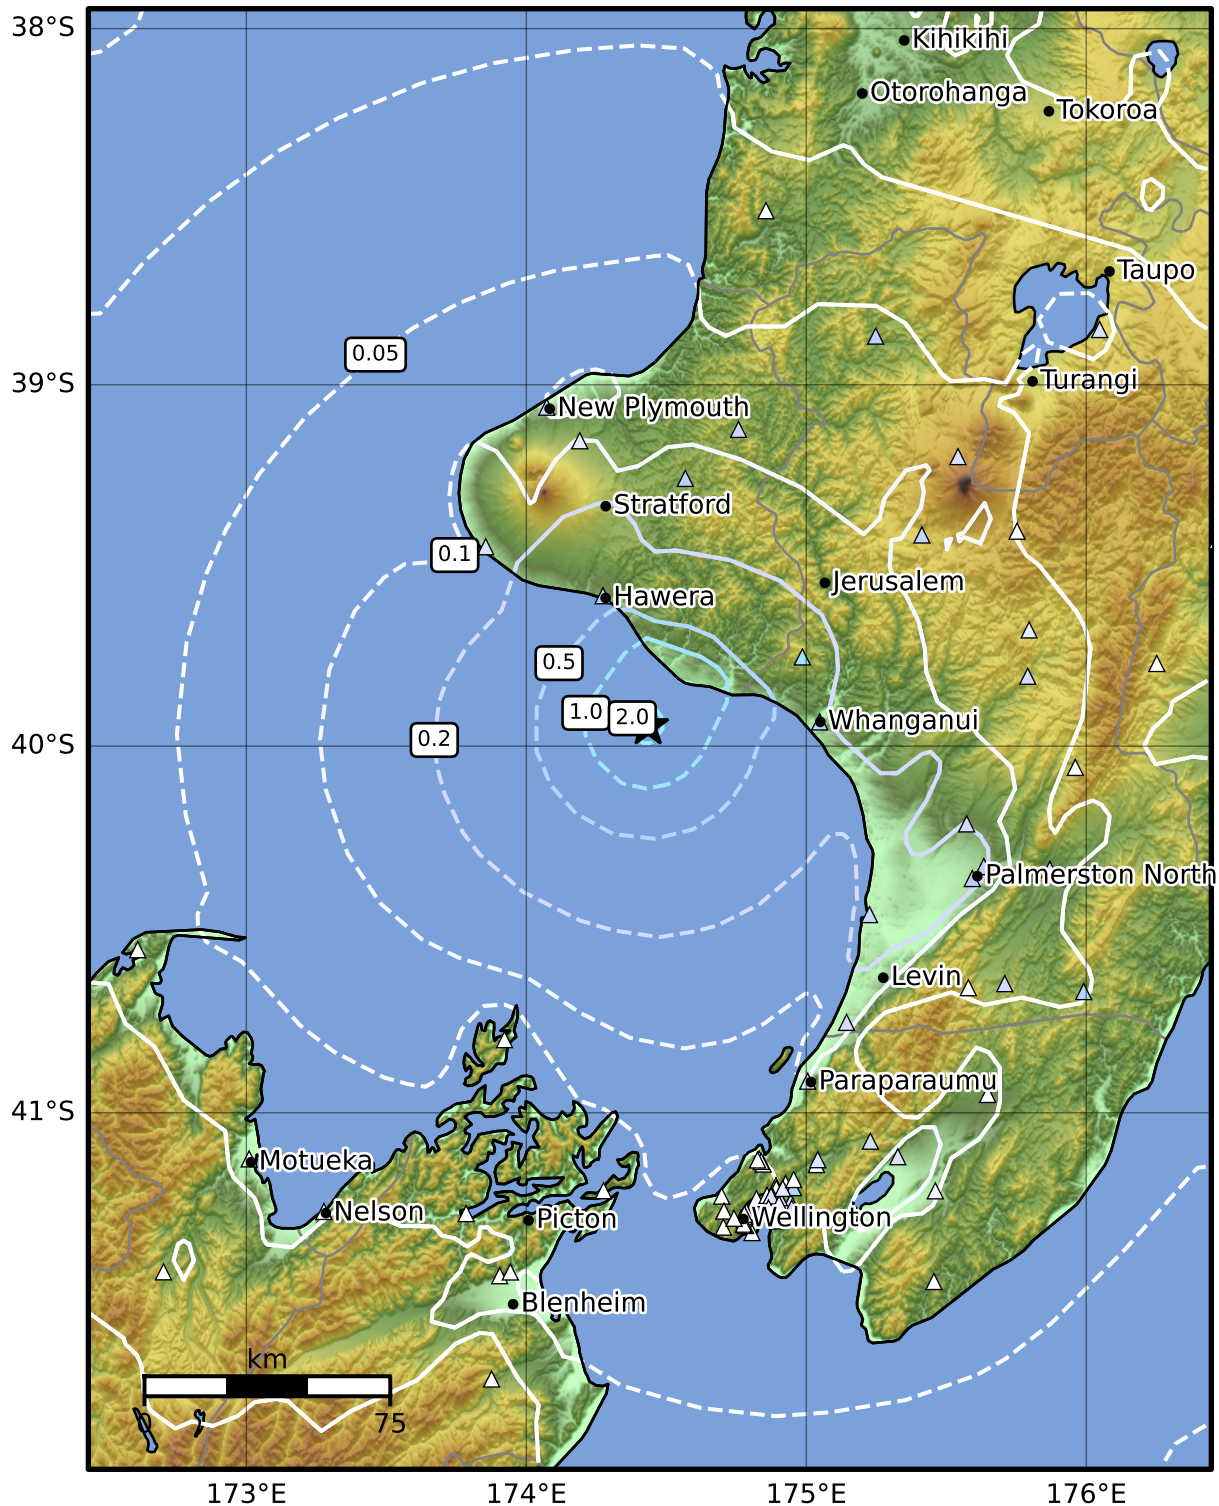 38°S
Kihikihi
Otorohanga
Tokoroa
Taupo
0.05
39°S
Turangi
New Plymouth
Stratford
0.1
Jerusalem
Hawera
0.5
1.0
2.0
Whanganui
0.2
40°S
Palmerston North
Levin
Paraparaumu
41°S
Motueka
Nelson
Picton
Wellington
Blenheim
km
0
75
173°E
174°E
175°E
176°E